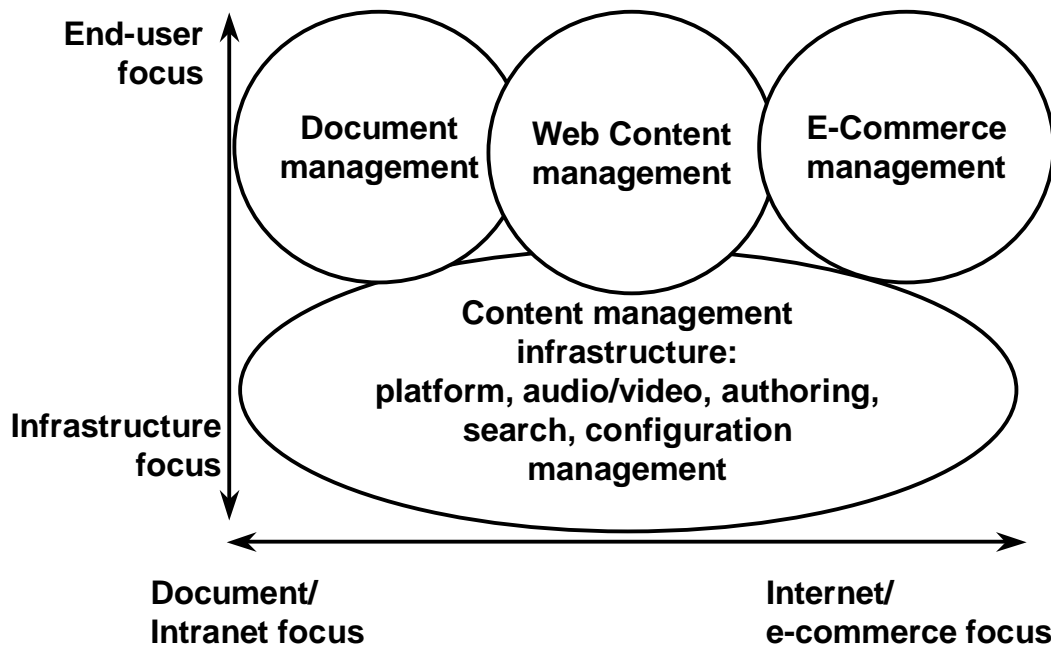 End-user
focus
Document
management
Web Content
management
E-Commerce
management
Content management
infrastructure:
platform, audio/video, authoring,
search, configuration
management
Infrastructure
focus
Document/
Intranet focus
Internet/
e-commerce focus